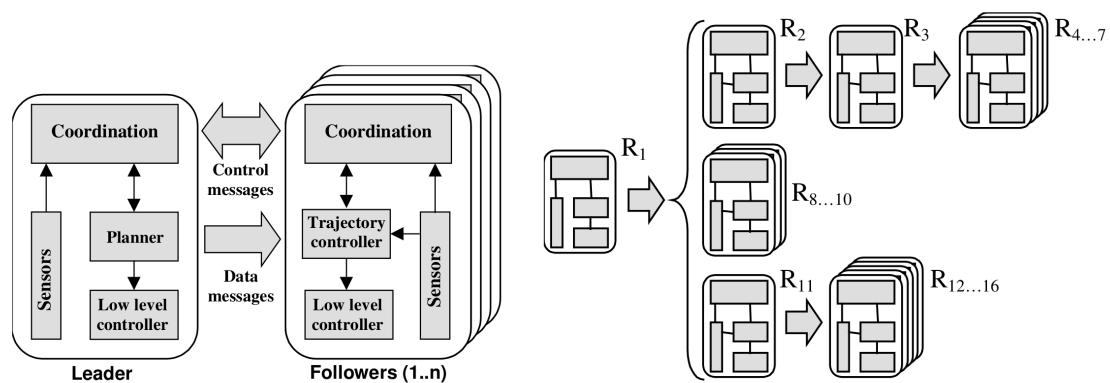 Coordination
Sensors
Planner
Low level
controller
Leader
Control
messages
Data
messages
Coordination
Trajectory
controller
Sensors
Low level
controller
Followers (1..n)
R1
R2
R3
R4…7
R8…10
R11
R12…16